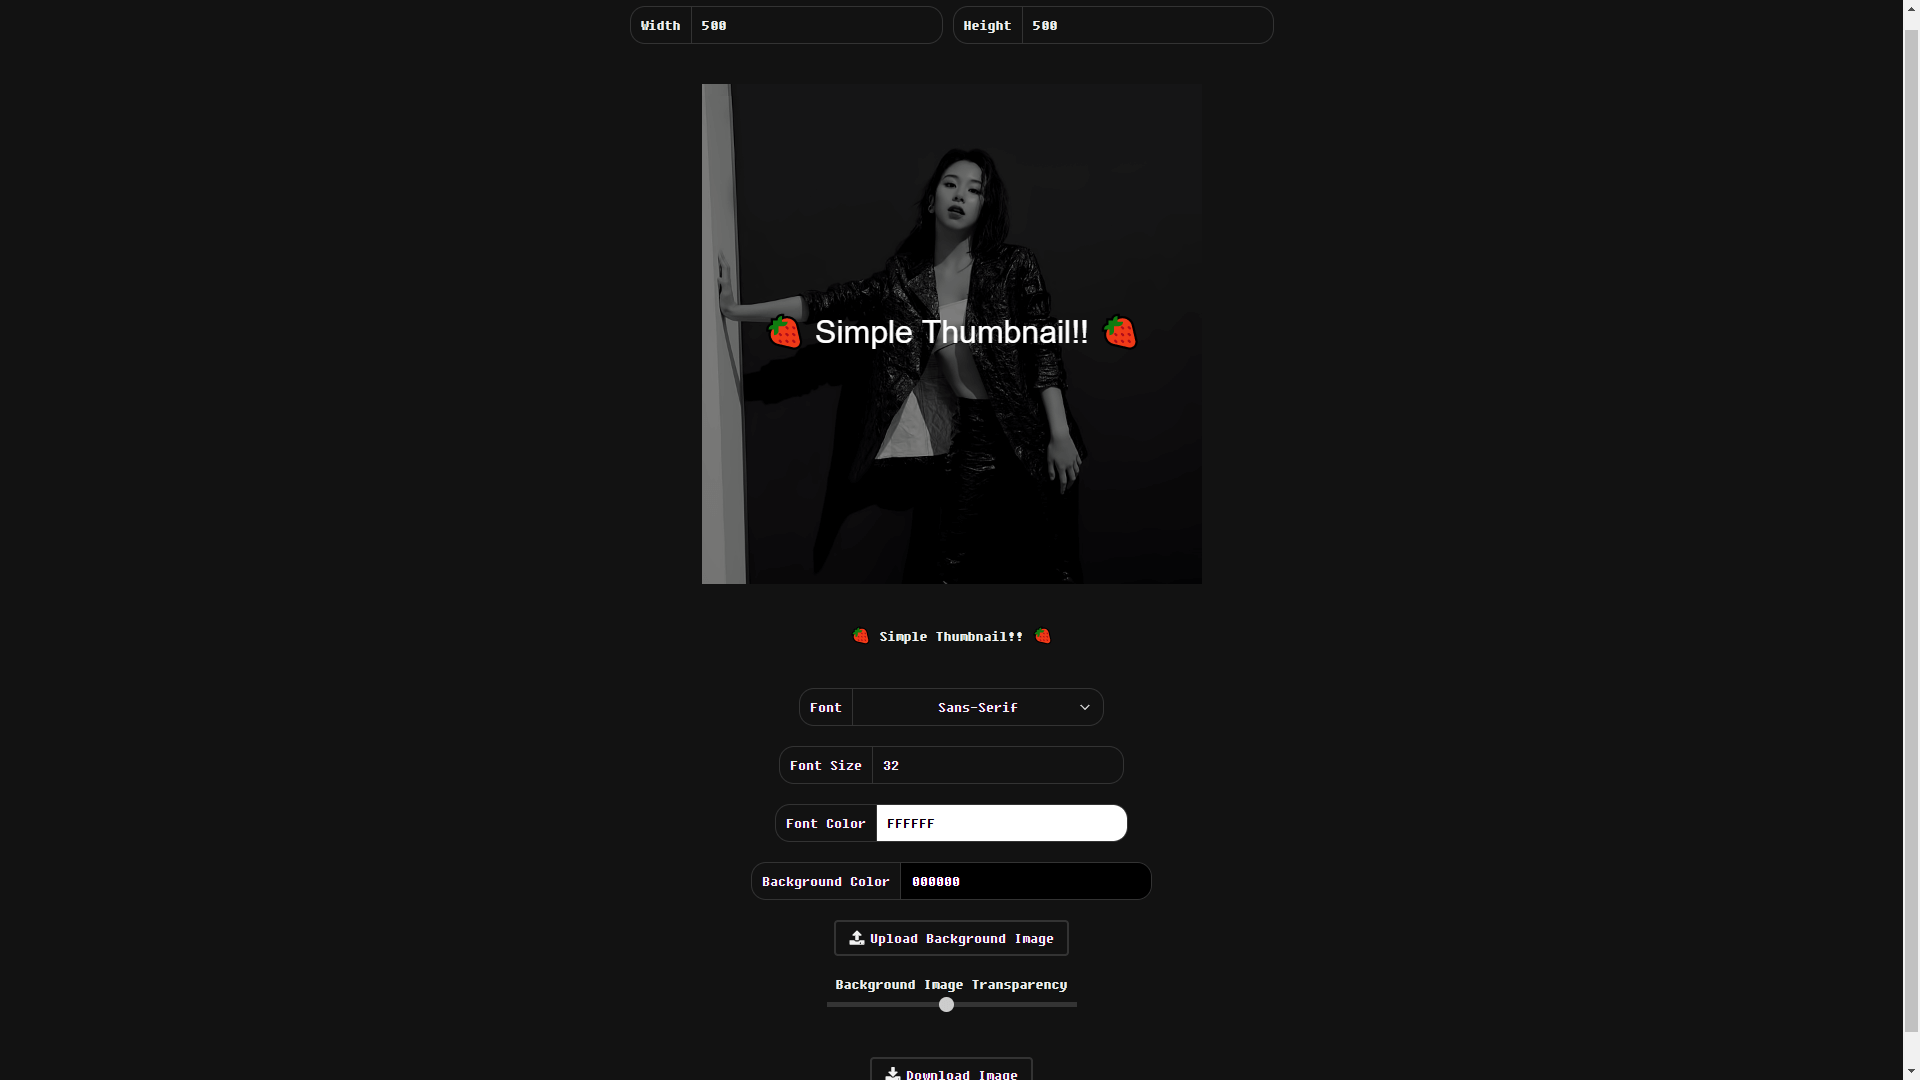 Width 500 Height 500
🍓 Simple Thumbnail!! 🍓
🍓 Simple Thumbnail!! 🍓
Font Sans-Serif
Font Size 32
Font Color FFFFFF
Background Color 000000
Upload Background Image
Background Image Transparency
Download Image